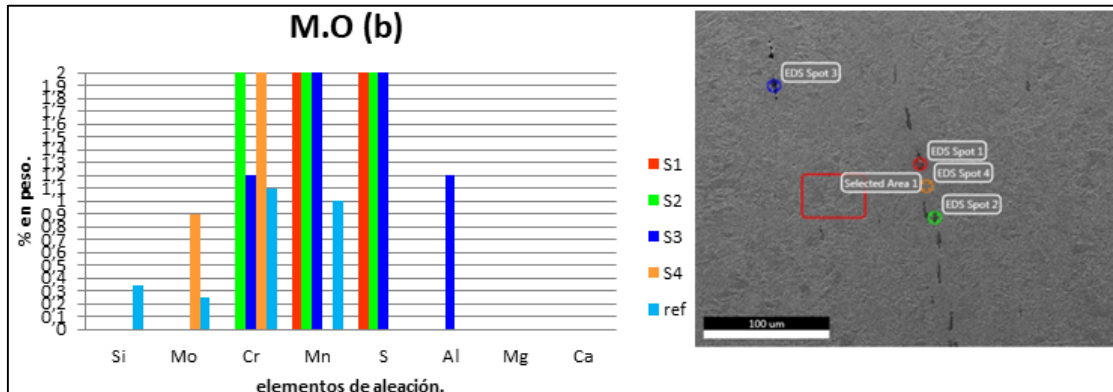 M.O (b)
% en peso.
2
1,9
1,8
1,7
1,6
1,5
1,4
1,3
1,2
1,1
1
0,9
0,8
0,7
0,6
0,5
0,4
0,3
0,2
0,1
0
Si Mo Cr Mn S Al Mg Ca
elementos de aleación.
S1
S2
S3
S4
ref
EDS Spot 3
EDS Spot 1
Selected Area 1 EDS Spot 4
EDS Spot 2
100 um